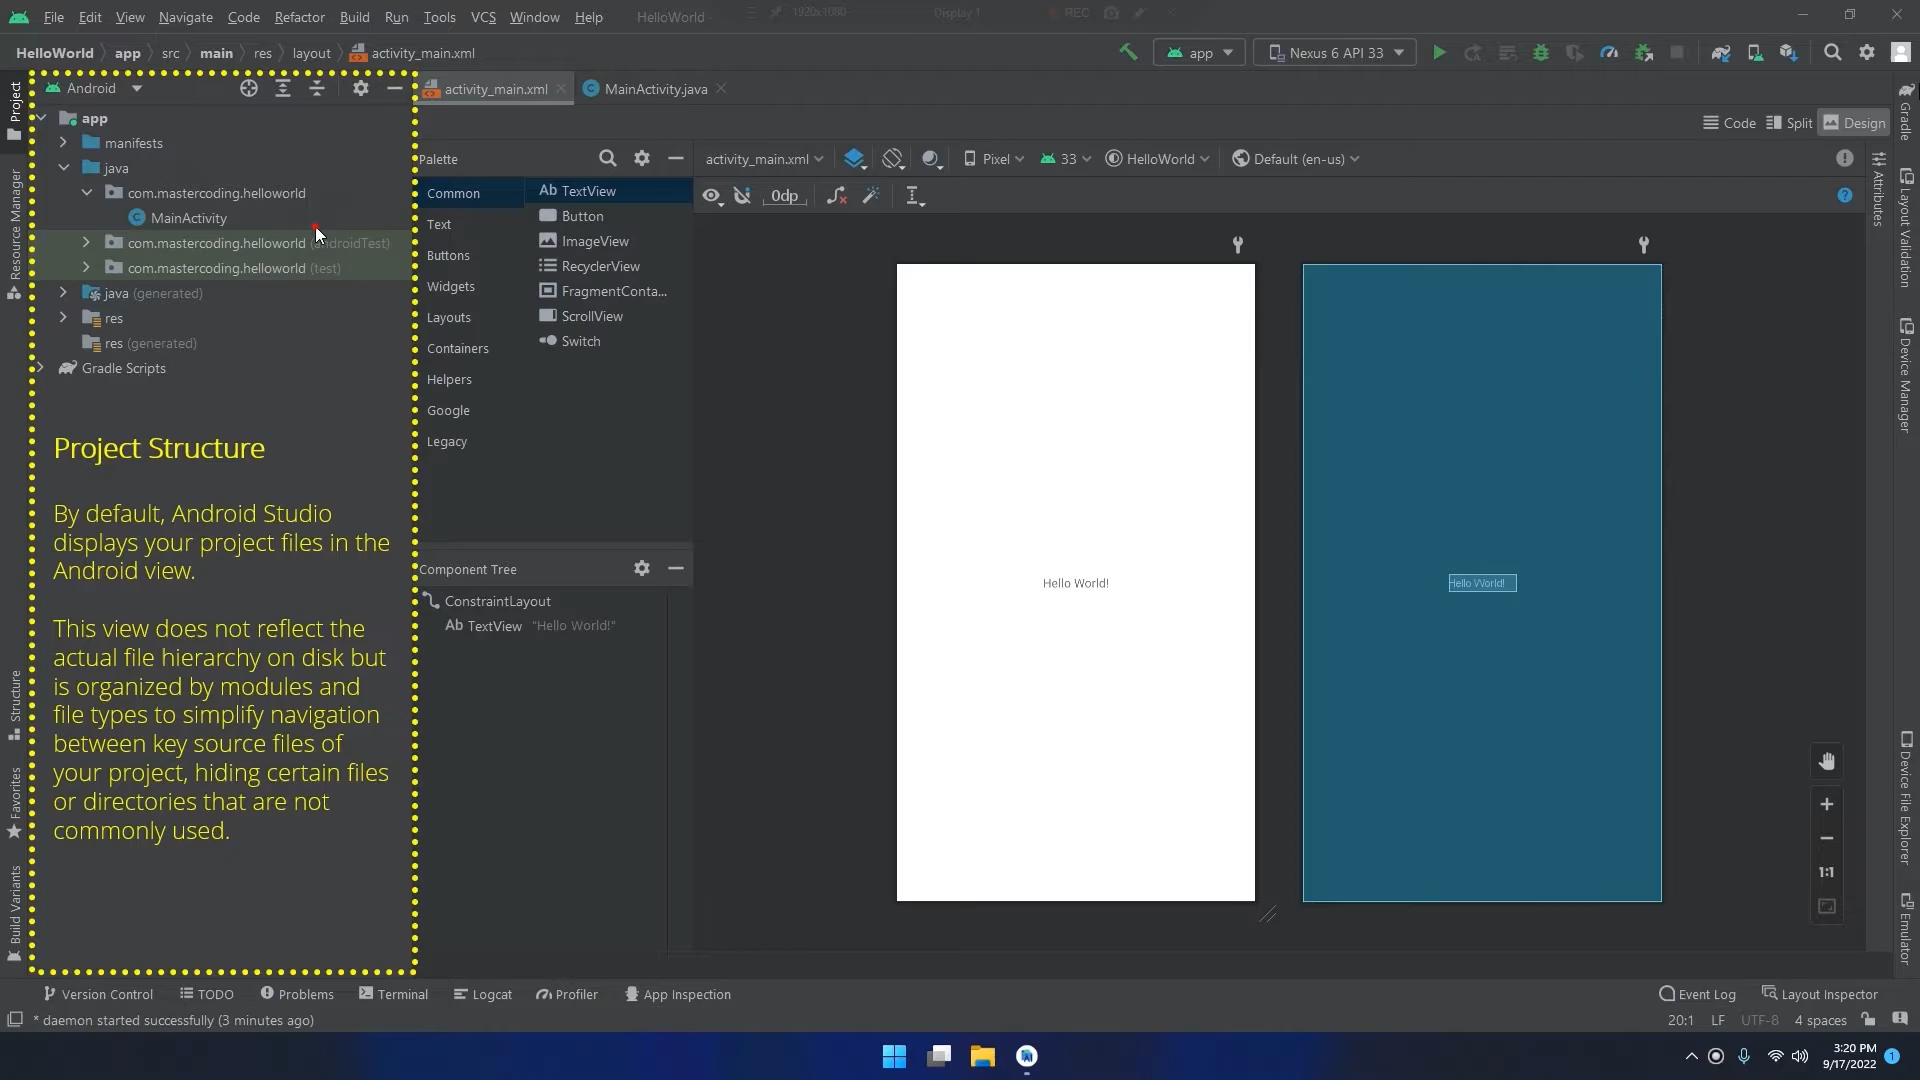 File Edit View Navigate Code Refactor Build Run Tools VCS Window Help HelloWorld 1920x1080 Display 1 REC
HelloWorld app src main res layout activity_main.xml app Nexus 6 API 33
Android activity_main.xml MainActivity.java
Project
Resource Manager
Structure
Favorites
Build Variants
app
manifests
java
com.mastercoding.helloworld
MainActivity
com.mastercoding.helloworld (androidTest)
com.mastercoding.helloworld (test)
java (generated)
res
res (generated)
Gradle Scripts
Project Structure
By default, Android Studio
displays your project files in the
Android view.
This view does not reflect the
actual file hierarchy on disk but
is organized by modules and
file types to simplify navigation
between key source files of
your project, hiding certain files
or directories that are not
commonly used.
Code Split Design
Palette
Common
Text
Buttons
Widgets
Layouts
Containers
Helpers
Google
Legacy
Ab TextView
Button
ImageView
RecyclerView
FragmentConta...
ScrollView
Switch
Component Tree
ConstraintLayout
Ab TextView "Hello World!"
activity_main.xml Pixel 33 HelloWorld Default (en-us)
0dp
Hello World!
Hello World!
1:1
Gradle
Attributes
Layout Validation
Device Manager
Device File Explorer
Emulator
Version Control TODO Problems Terminal Logcat Profiler App Inspection Event Log Layout Inspector
* daemon started successfully (3 minutes ago) 20:1 LF UTF-8 4 spaces
3:20 PM
9/17/2022
1